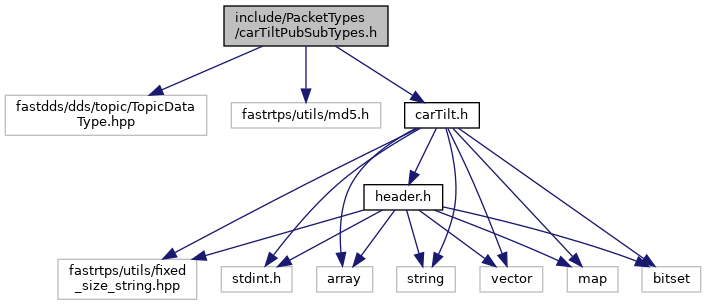 include/PacketTypes
/carTiltPubSubTypes.h
fastdds/dds/topic/TopicData
Type.hpp
fastrtps/utils/md5.h
carTilt.h
header.h
fastrtps/utils/fixed
_size_string.hpp
stdint.h
array
string
vector
map
bitset